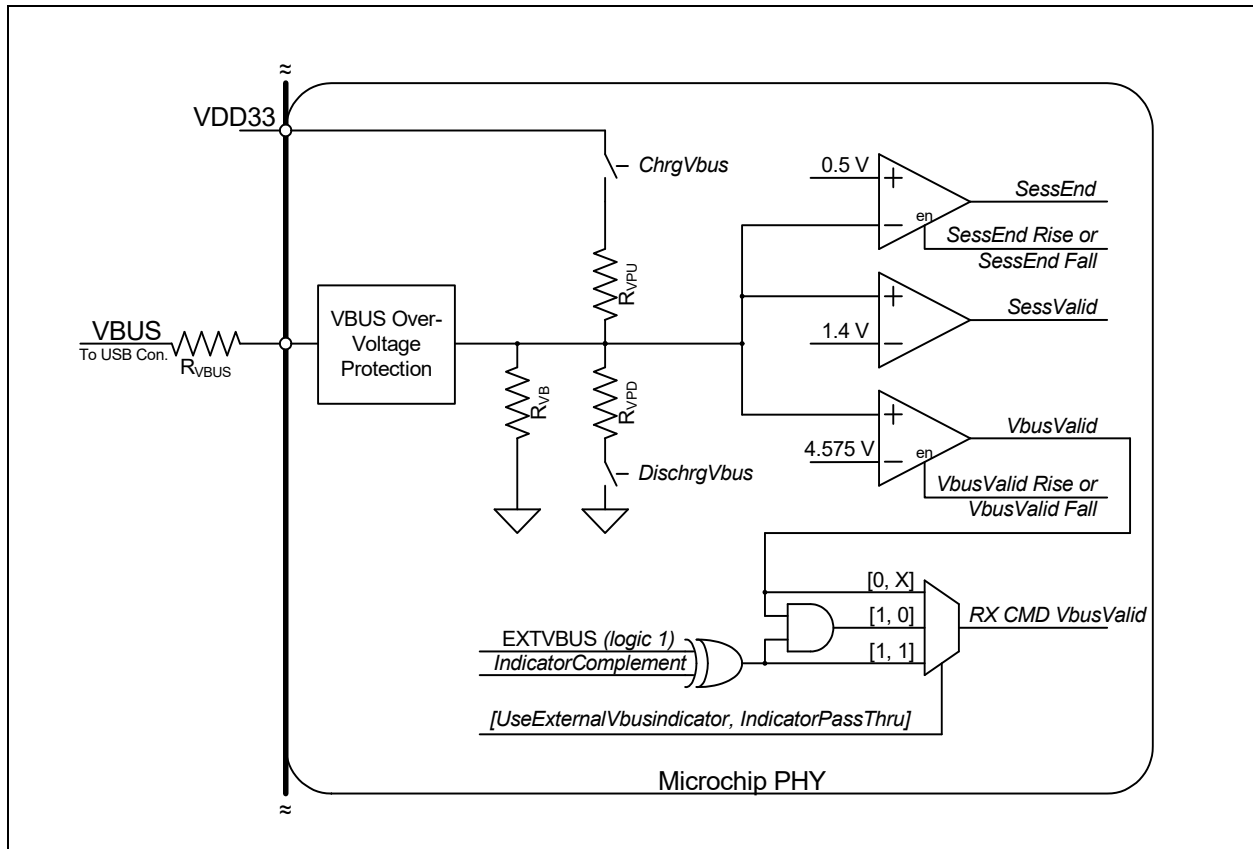 ≈
VDD33
ChrgVbus
0.5 V
+
SessEnd
en
−
SessEnd Rise or
SessEnd Fall
RVPU
+
SessValid
1.4 V
−
VBUS
To USB Con.
RVBUS
VBUS Over-
Voltage
Protection
RVB
RVPD
+
VbusValid
4.575 V
en
−
DischrgVbus
VbusValid Rise or
VbusValid Fall
[0, X]
[1, 0]
RX CMD VbusValid
EXTVBUS (logic 1)
[1, 1]
IndicatorComplement
[UseExternalVbusindicator, IndicatorPassThru]
Microchip PHY
≈